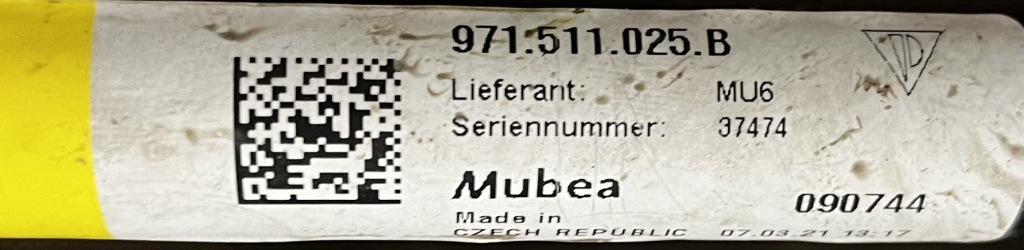 971.511.025.B
Lieferant: MU6
Seriennummer: 37474
Mubea
090744
Made in
CZECH REPUBLIC 07.03.21 13:17